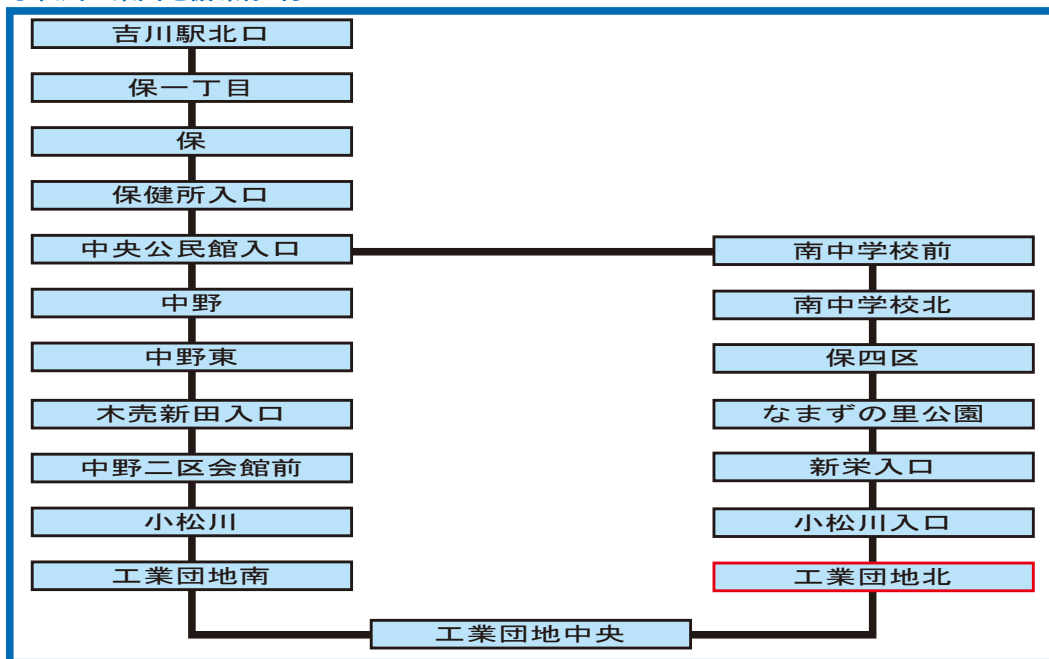 吉川駅北口
保一丁目
保
保健所入口
中央公民館入口
中野
中野東
木売新田入口
中野二区会館前
小松川
工業団地南
工業団地中央
南中学校前
南中学校北
保四区
なまずの里公園
新栄入口
小松川入口
工業団地北